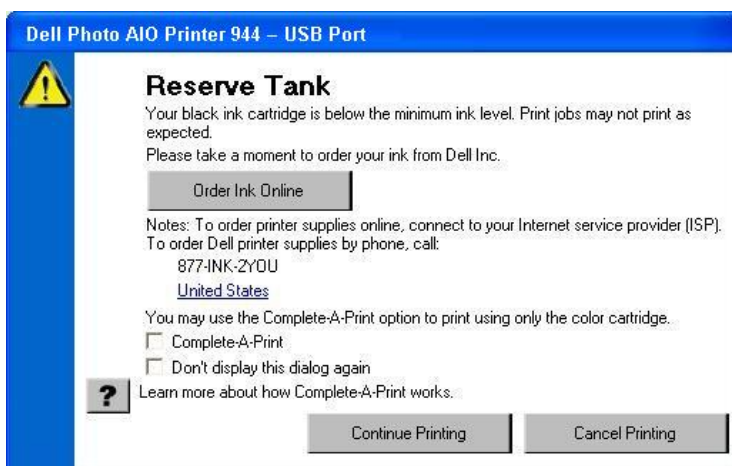 Dell Photo AIO Printer 944 – USB Port
Reserve Tank
Your black ink cartridge is below the minimum ink level. Print jobs may not print as
expected.
Please take a moment to order your ink from Dell Inc.
Order Ink Online
Notes: To order printer supplies online, connect to your Internet service provider (ISP).
To order Dell printer supplies by phone, call:
877-INK-2YOU
United States
You may use the Complete-A-Print option to print using only the color cartridge.
Complete-A-Print
Don't display this dialog again
? Learn more about how Complete-A-Print works.
Continue Printing Cancel Printing